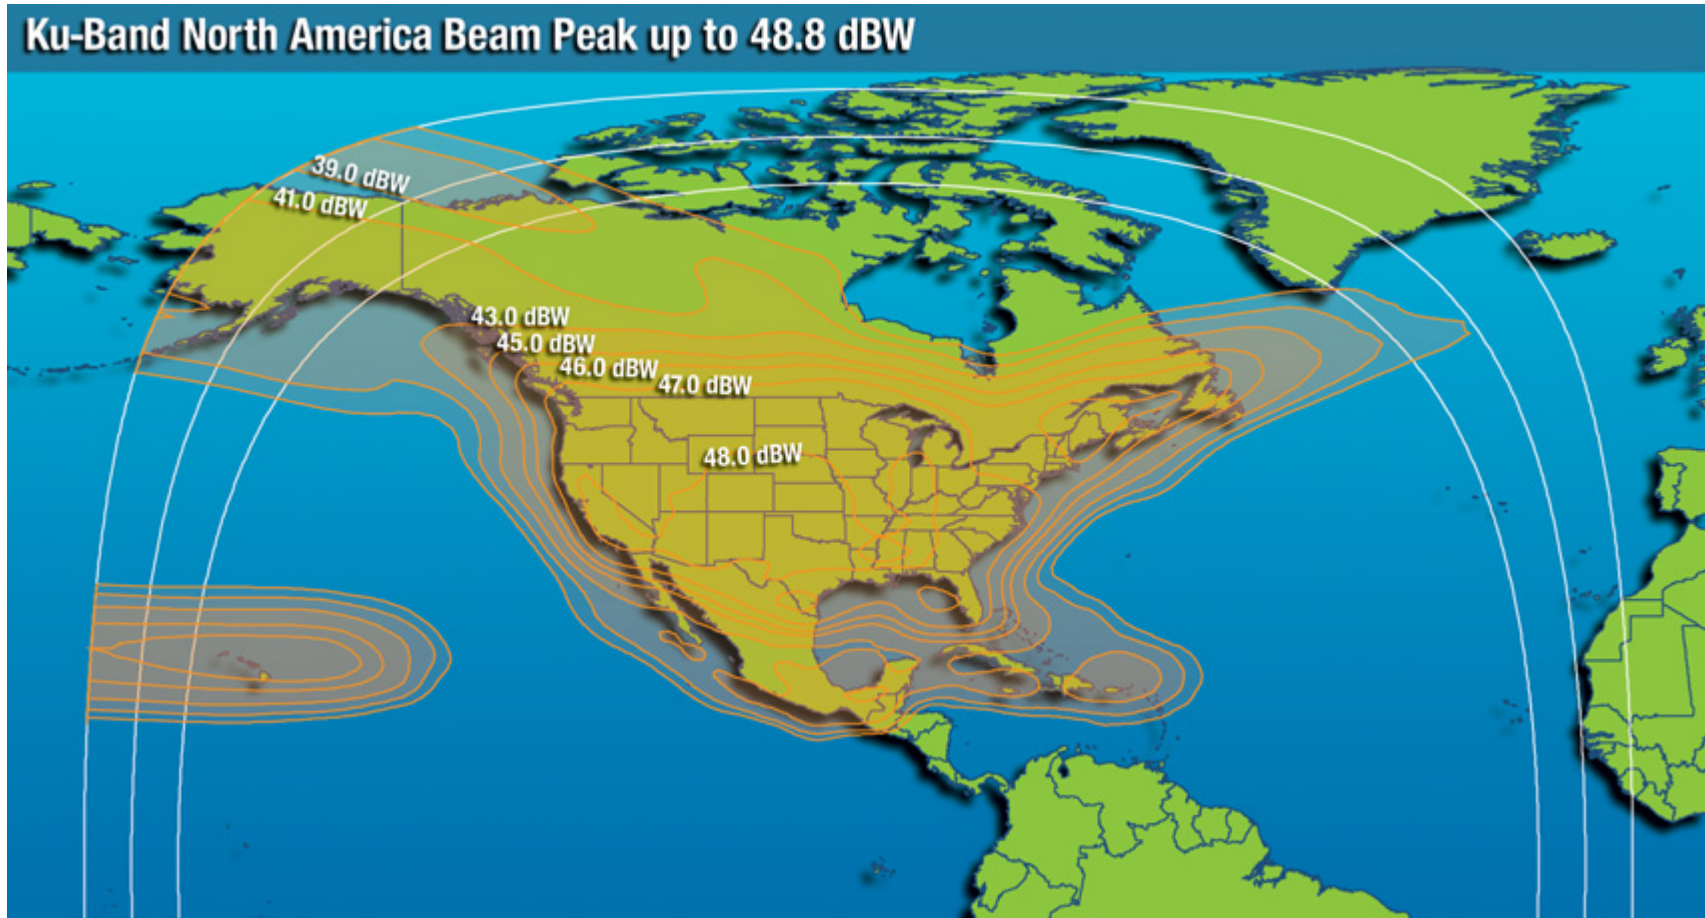 Ku-Band North America Beam Peak up to 48.8 dBW
39.0 dBW
41.0 dBW
43.0 dBW
45.0 dBW
46.0 dBW
47.0 dBW
48.0 dBW